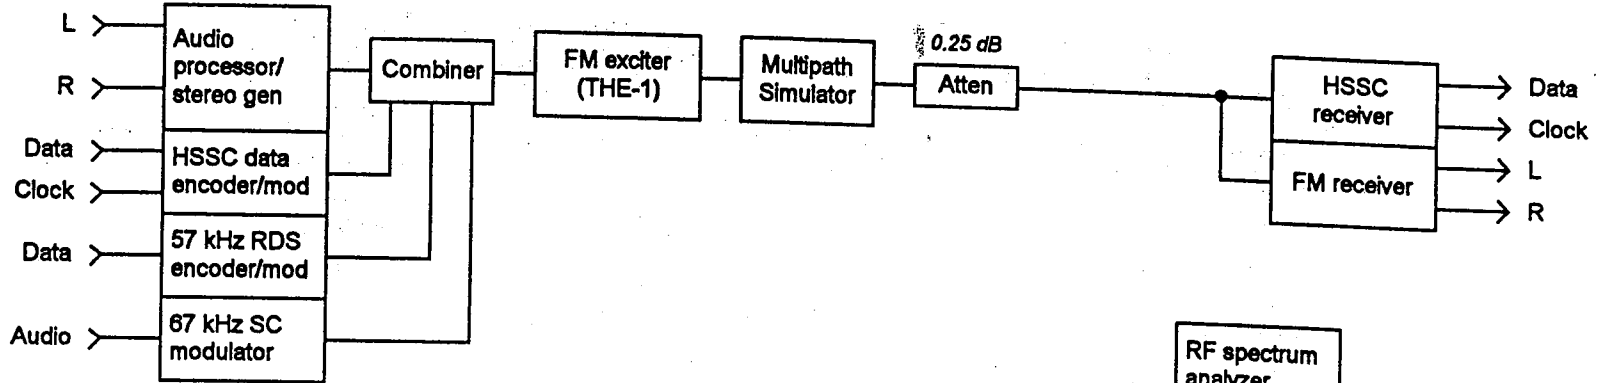 L
R
Audio
processor/
stereo gen
Data
Clock
HSSC data
encoder/mod
Data
57 kHz RDS
encoder/mod
Audio
67 kHz SC
modulator
Combiner
FM exciter
(THE-1)
Multipath
Simulator
0.25 dB
Atten
HSSC
receiver
FM receiver
Data
Clock
L
R
RF spectrum
analyzer